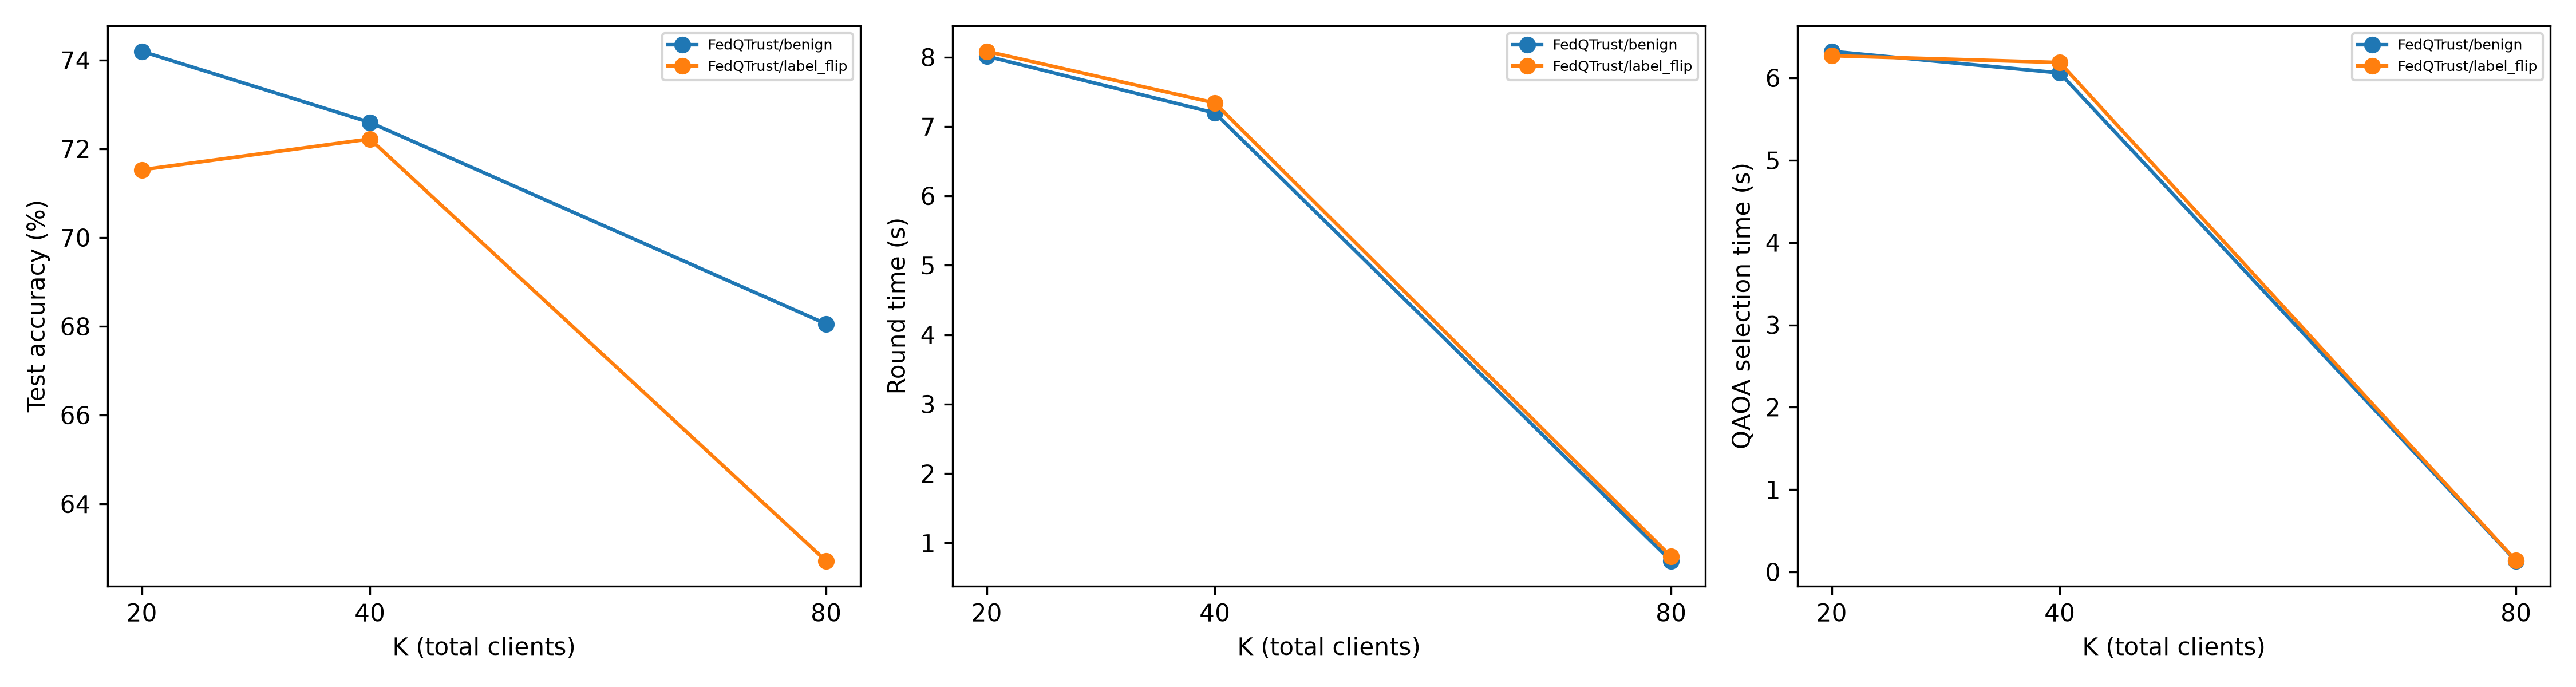 Test accuracy (%)
74
72
70
68
66
64
20
40
80
K (total clients)
FedQTrust/benign
FedQTrust/label_flip
Round time (s)
8
7
6
5
4
3
2
1
20
40
80
K (total clients)
FedQTrust/benign
FedQTrust/label_flip
QAOA selection time (s)
6
5
4
3
2
1
0
20
40
80
K (total clients)
FedQTrust/benign
FedQTrust/label_flip